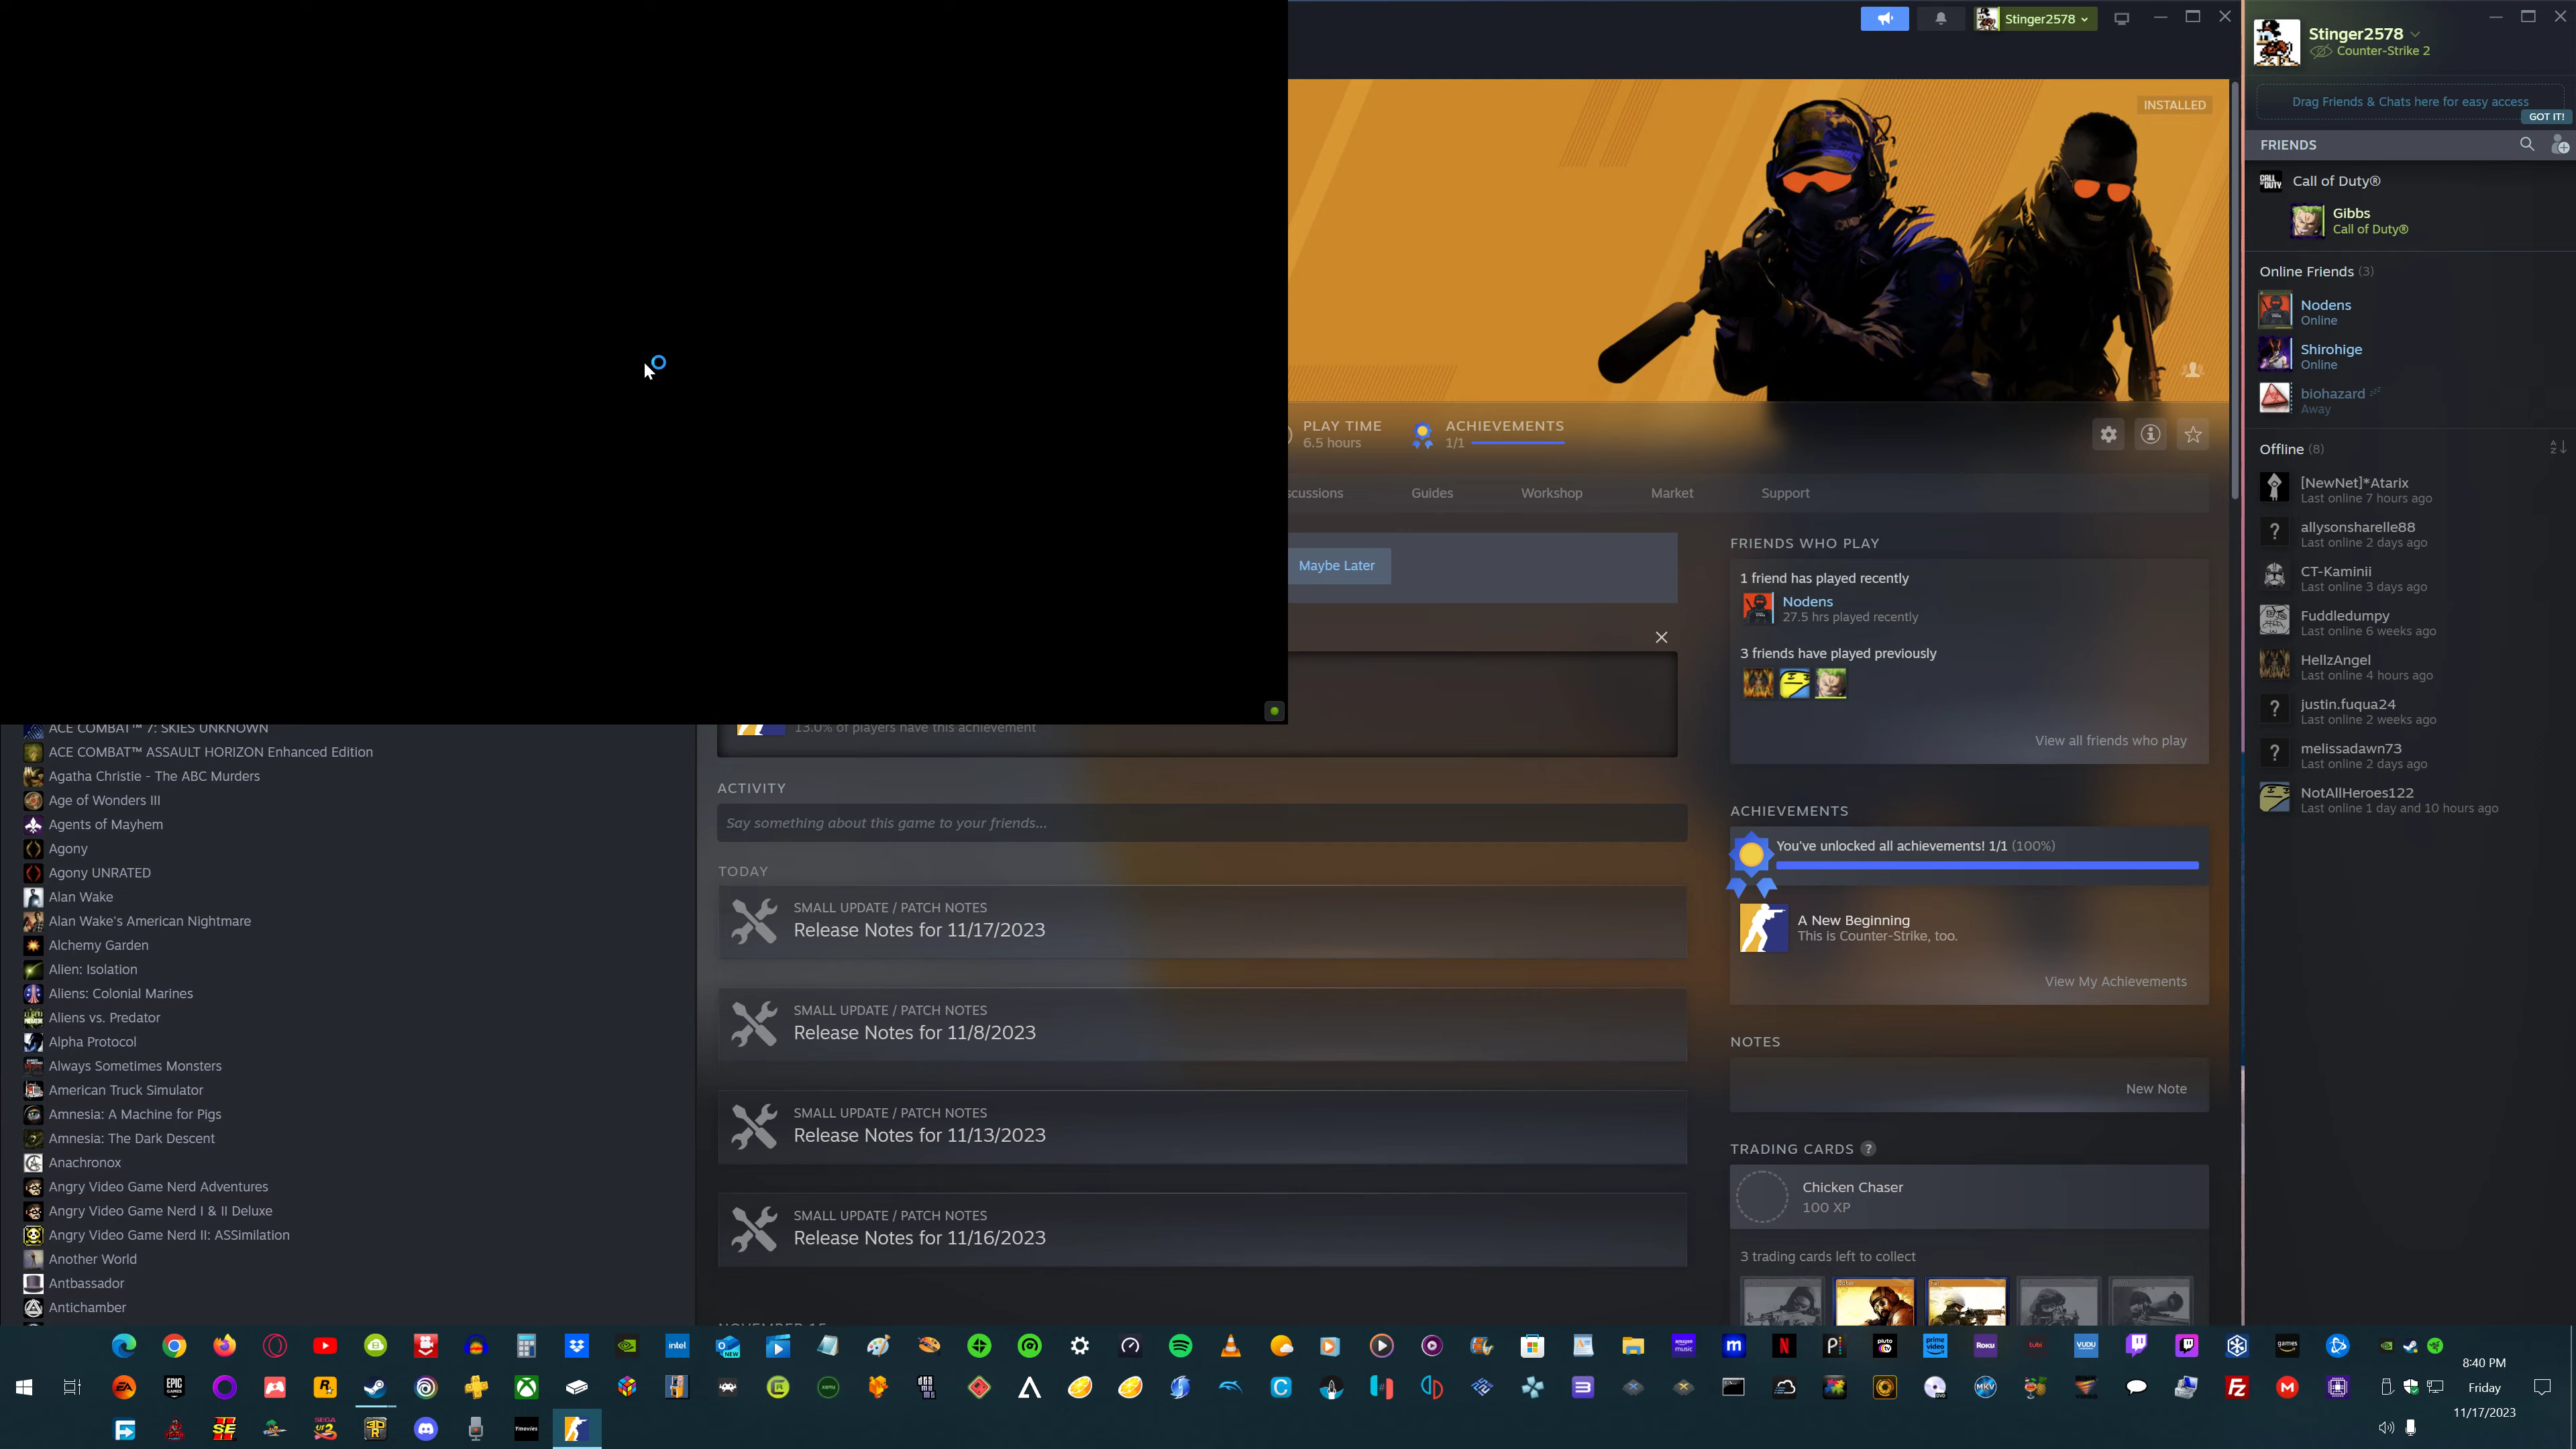 Stinger2578
INSTALLED
PLAY TIME
6.5 hours
ACHIEVEMENTS
1/1
scussions
Guides
Workshop
Market
Support
Maybe Later
13.0% of players have this achievement
ACTIVITY
Say something about this game to your friends...
TODAY
SMALL UPDATE / PATCH NOTES
Release Notes for 11/17/2023
SMALL UPDATE / PATCH NOTES
Release Notes for 11/8/2023
SMALL UPDATE / PATCH NOTES
Release Notes for 11/13/2023
SMALL UPDATE / PATCH NOTES
Release Notes for 11/16/2023
FRIENDS WHO PLAY
1 friend has played recently
Nodens
27.5 hrs played recently
3 friends have played previously
View all friends who play
ACHIEVEMENTS
You've unlocked all achievements! 1/1 (100%)
A New Beginning
This is Counter-Strike, too.
View My Achievements
NOTES
New Note
TRADING CARDS ?
Chicken Chaser
100 XP
3 trading cards left to collect
ACE COMBAT™ 7: SKIES UNKNOWN
ACE COMBAT™ ASSAULT HORIZON Enhanced Edition
Agatha Christie - The ABC Murders
Age of Wonders III
Agents of Mayhem
Agony
Agony UNRATED
Alan Wake
Alan Wake's American Nightmare
Alchemy Garden
Alien: Isolation
Aliens: Colonial Marines
Aliens vs. Predator
Alpha Protocol
Always Sometimes Monsters
American Truck Simulator
Amnesia: A Machine for Pigs
Amnesia: The Dark Descent
Anachronox
Angry Video Game Nerd Adventures
Angry Video Game Nerd I & II Deluxe
Angry Video Game Nerd II: ASSimilation
Another World
Antbassador
Antichamber
Stinger2578
Counter-Strike 2
Drag Friends & Chats here for easy access
GOT IT!
FRIENDS
Call of Duty®
Gibbs
Call of Duty®
Online Friends (3)
Nodens
Online
Shirohige
Online
biohazard
Away
Offline (8)
[NewNet]*Atarix
Last online 7 hours ago
allysonsharelle88
Last online 2 days ago
CT-Kaminii
Last online 3 days ago
Fuddledumpy
Last online 6 weeks ago
HellzAngel
Last online 4 hours ago
justin.fuqua24
Last online 2 weeks ago
melissadawn73
Last online 2 days ago
NotAllHeroes122
Last online 1 day and 10 hours ago
8:40 PM
Friday
11/17/2023